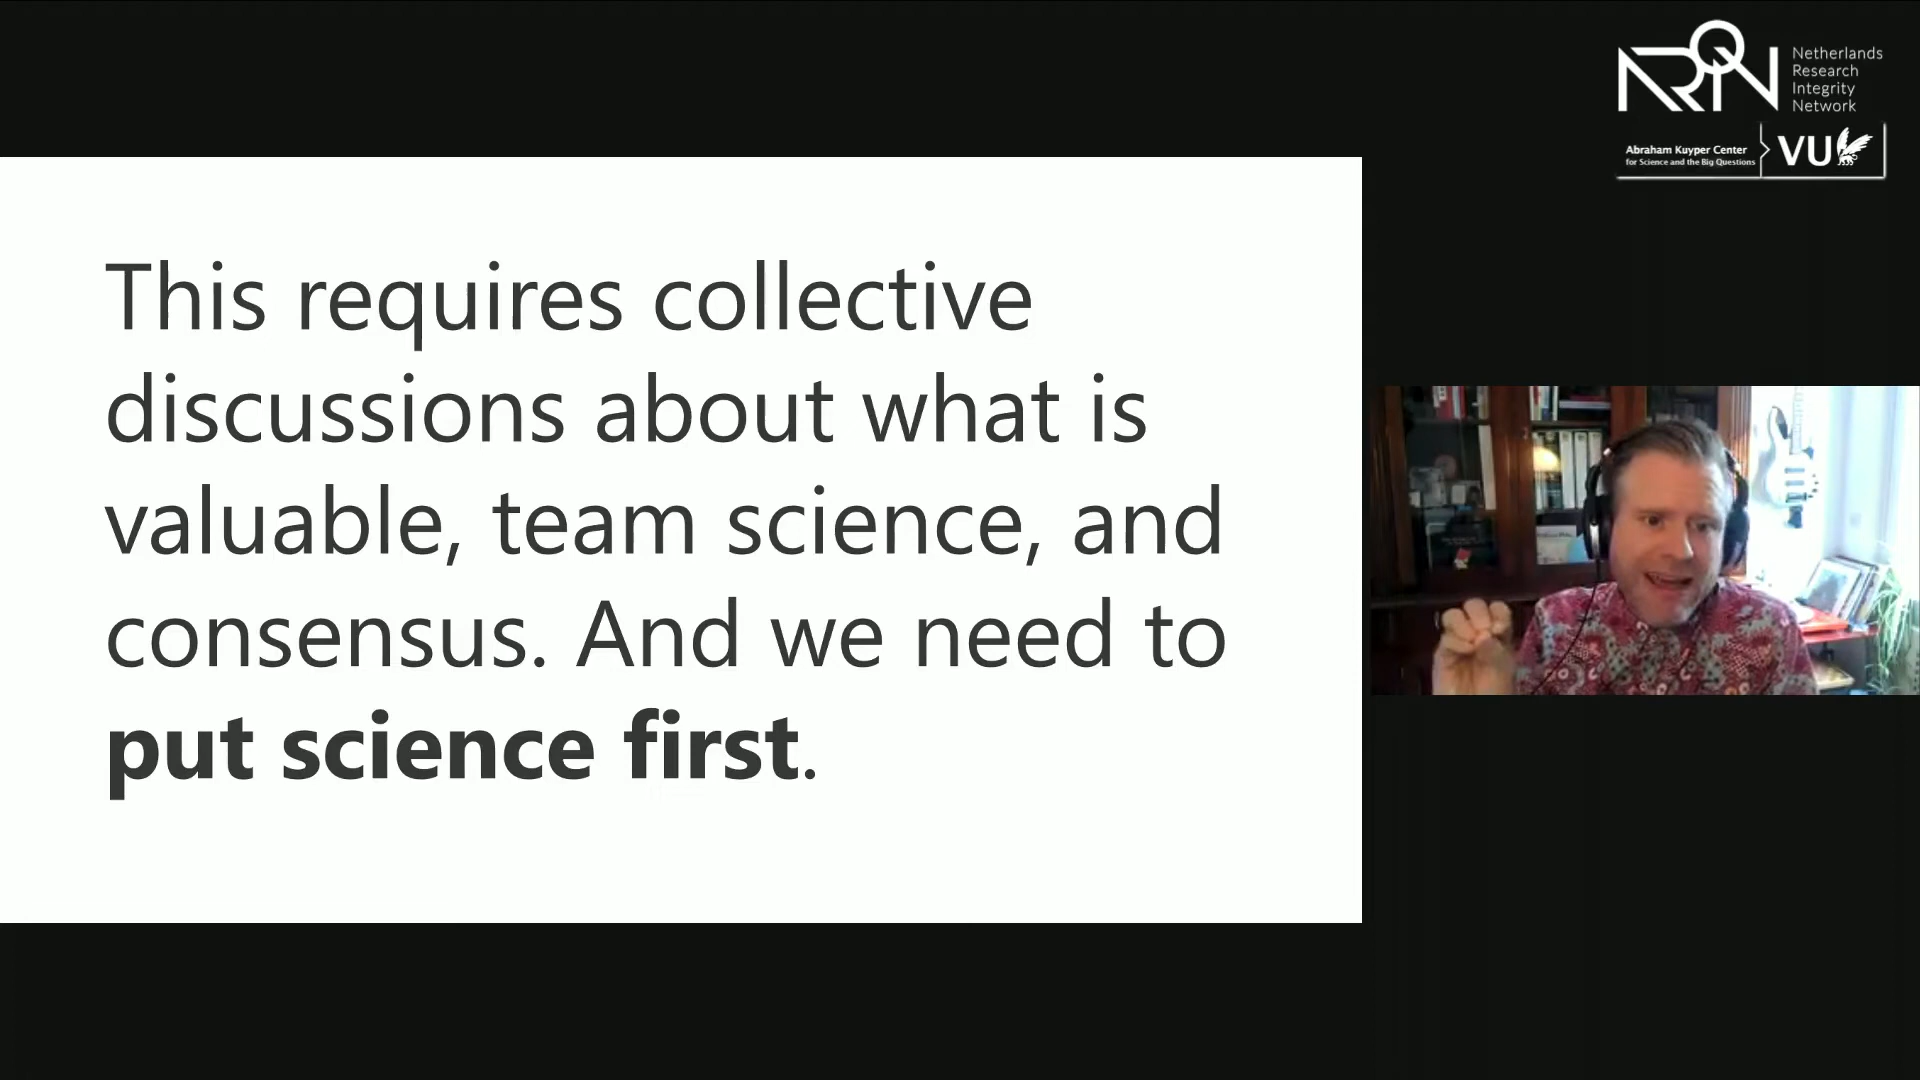 NRIN
Netherlands
Research
Integrity
Network
Abraham Kuyper Center
for Science and the Big Questions
VU
This requires collective
discussions about what is
valuable, team science, and
consensus. And we need to
put science first.